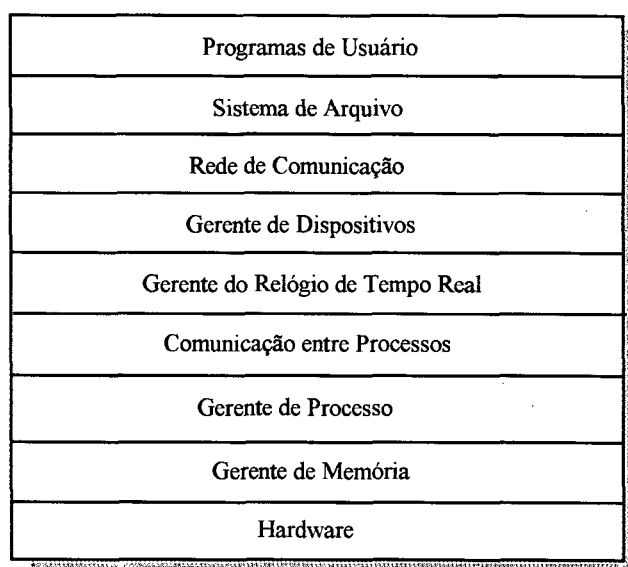 Programas de Usuário
Sistema de Arquivo
Rede de Comunicação
Gerente de Dispositivos
Gerente do Relógio de Tempo Real
Comunicação entre Processos
Gerente de Processo
Gerente de Memória
Hardware